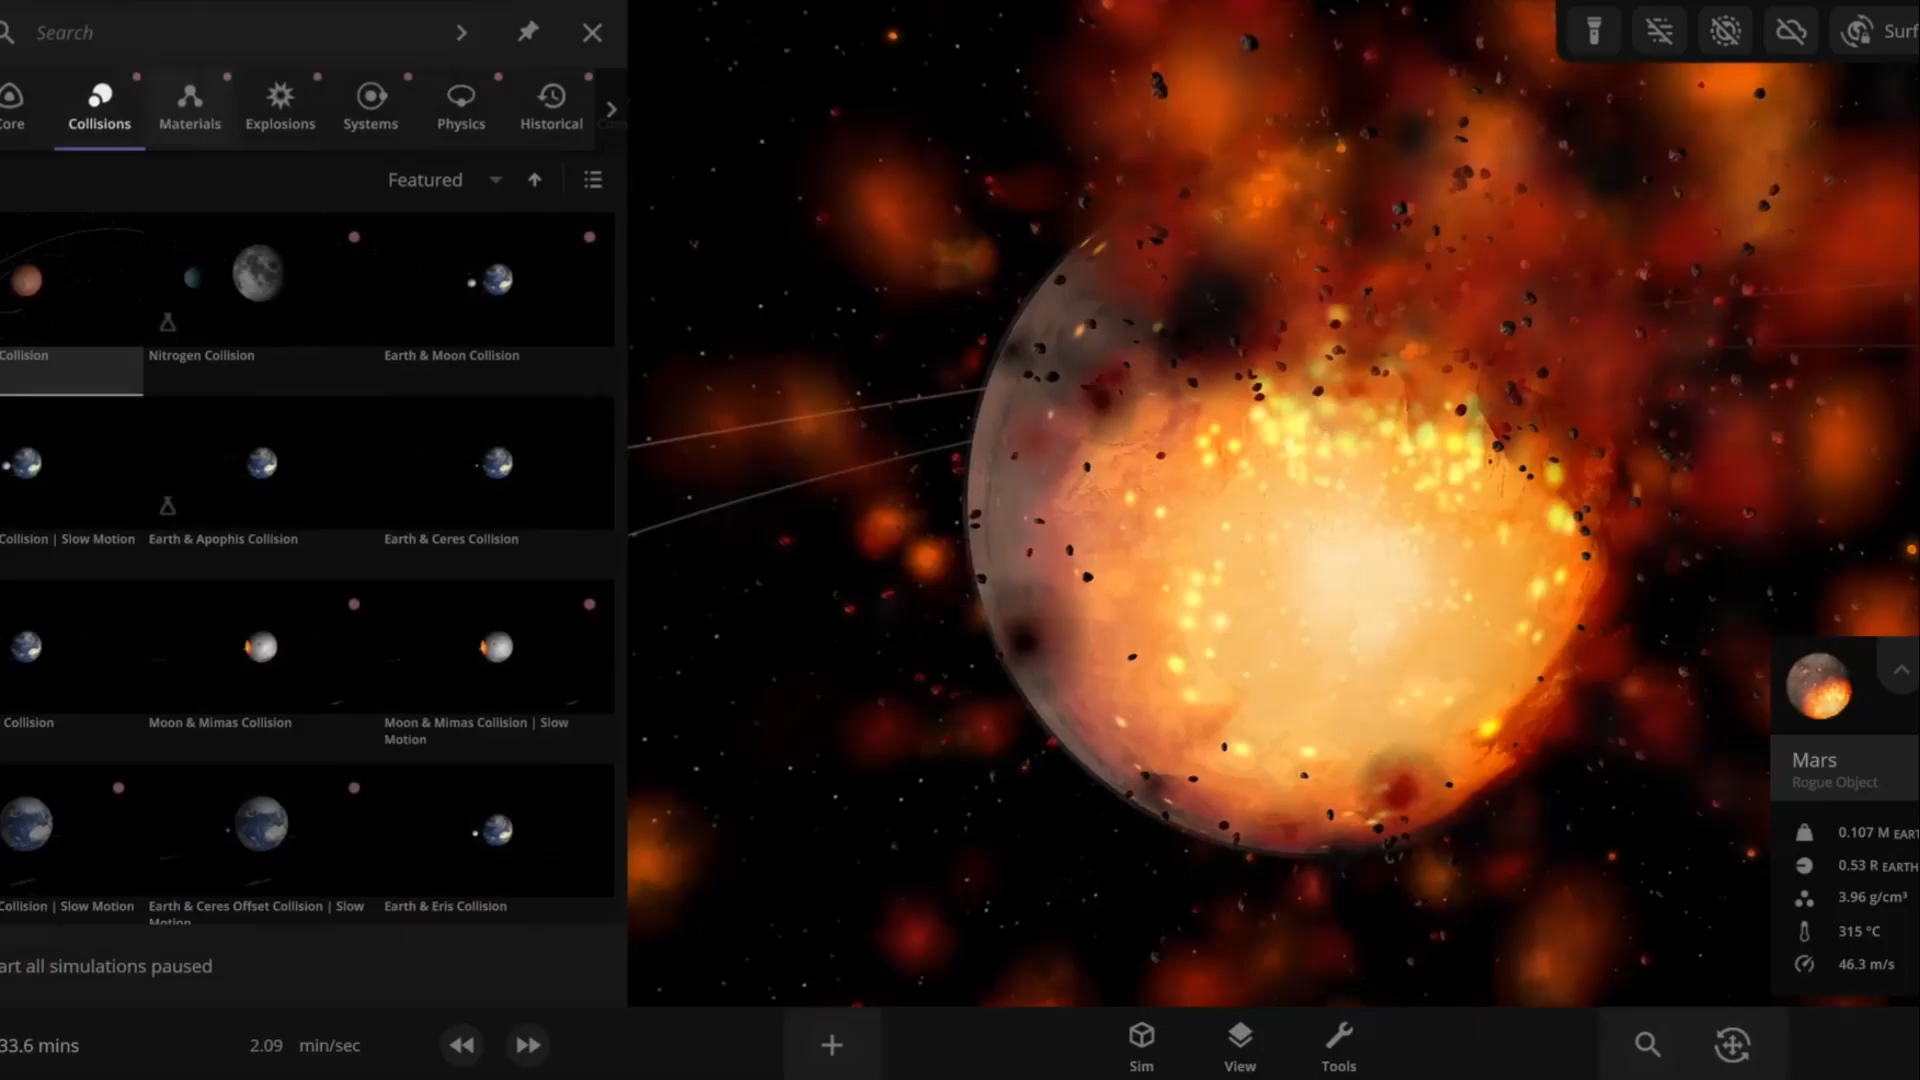 Search
Core
Collisions
Materials
Explosions
Systems
Physics
Historical
Surf
Featured
Collision
Nitrogen Collision
Earth & Moon Collision
Collision | Slow Motion
Earth & Apophis Collision
Earth & Ceres Collision
Collision
Moon & Mimas Collision
Moon & Mimas Collision | Slow
Motion
Collision | Slow Motion
Earth & Ceres Offset Collision | Slow
Motion
Earth & Eris Collision
art all simulations paused
33.6 mins
2.09 min/sec
Sim
View
Tools
Mars
Rogue Object
0.107 M EART
0.53 R EARTH
3.96 g/cm³
315 °C
46.3 m/s